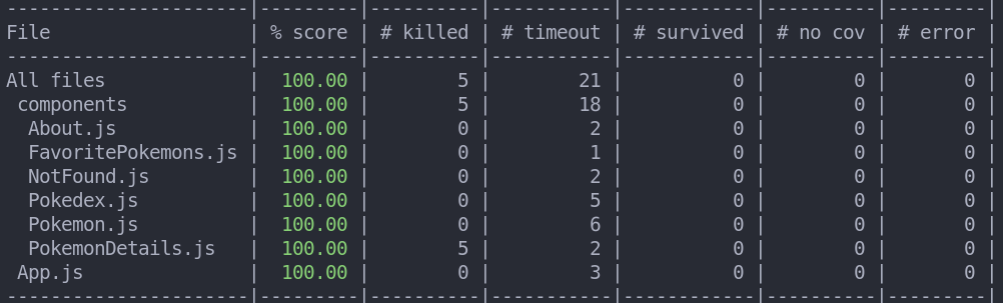 ---------------------|---------|----------|-----------|------------|----------|---------|
File                 | % score | # killed | # timeout | # survived | # no cov | # error |
---------------------|---------|----------|-----------|------------|----------|---------|
All files            |  100.00 |        5 |        21 |          0 |        0 |       0 |
 components          |  100.00 |        5 |        18 |          0 |        0 |       0 |
  About.js           |  100.00 |        0 |         2 |          0 |        0 |       0 |
  FavoritePokemons.js |  100.00 |        0 |         1 |          0 |        0 |       0 |
  NotFound.js        |  100.00 |        0 |         2 |          0 |        0 |       0 |
  Pokedex.js         |  100.00 |        0 |         5 |          0 |        0 |       0 |
  Pokemon.js         |  100.00 |        0 |         6 |          0 |        0 |       0 |
  PokemonDetails.js  |  100.00 |        5 |         2 |          0 |        0 |       0 |
 App.js              |  100.00 |        0 |         3 |          0 |        0 |       0 |
---------------------|---------|----------|-----------|------------|----------|---------|